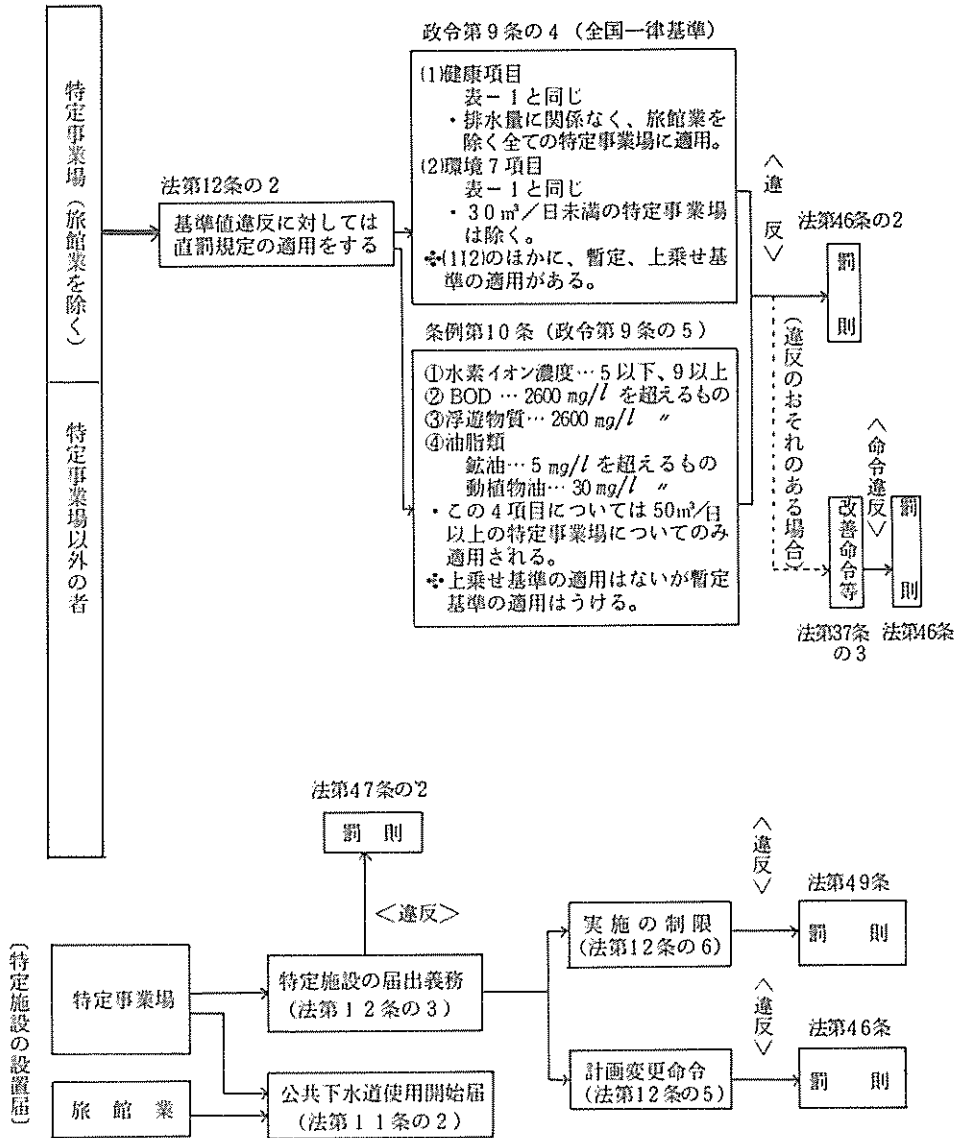 特定事業場（旅館業を除く）
特定事業場以外の者
法第12条の2
基準値違反に対しては
直罰規定の適用をする
政令第9条の4（全国一律基準）
(1)健康項目
表－1と同じ
・排水量に関係なく、旅館業を
除く全ての特定事業場に適用。
(2)環境7項目
表－1と同じ
・30㎥／日未満の特定事業場
は除く。
(1)(2)のほかに、暫定、上乗せ基
準の適用がある。
条例第10条（政令第9条の5）
①水素イオン濃度…5以下、9以上
②BOD…2600mg/lを超えるもの
③浮遊物質…2600mg/l 〃
④油脂類
鉱油…5mg/lを超えるもの
動植物油…30mg/l 〃
・この4項目については50㎥/日
以上の特定事業場についてのみ
適用される。
上乗せ基準の適用はないが暫定
基準の適用はうける。
＜違反＞
法第46条の2
罰則
（違反のおそれのある場合）
改善命令等
法第37条
の3
＜命令違反＞
罰則
法第46条
〔特定施設の設置届〕
特定事業場
旅館業
法第47条の2
罰則
＜違反＞
特定施設の届出義務
（法第12条の3）
公共下水道使用開始届
（法第11条の2）
実施の制限
（法第12条の6）
＜違反＞
法第49条
罰則
計画変更命令
（法第12条の5）
＜違反＞
法第46条
罰則